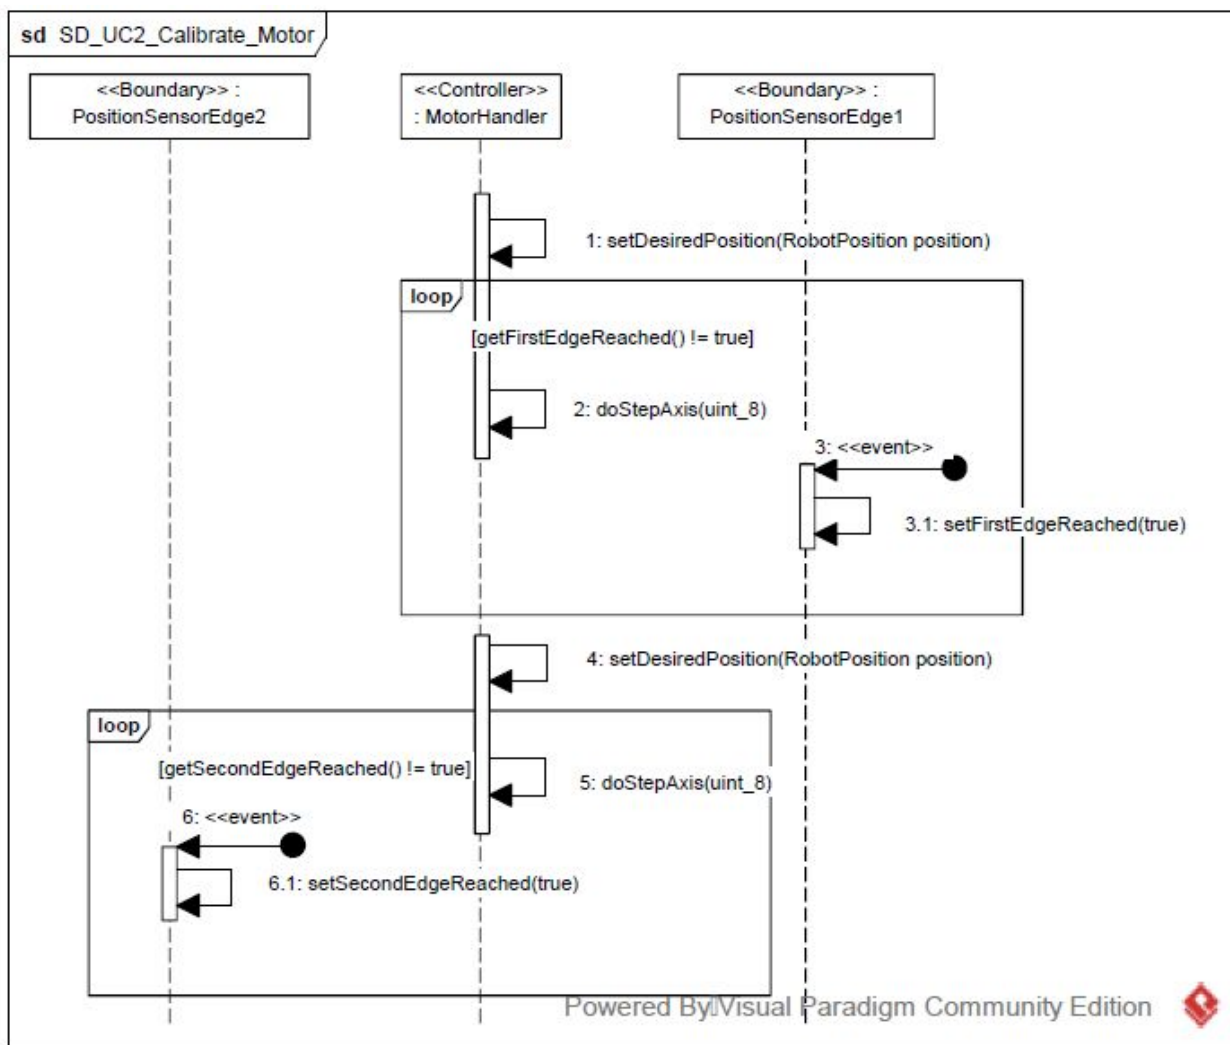 sd SD_UC2_Calibrate_Motor
<<Boundary>> :
PositionSensorEdge2
<<Controller>>
: MotorHandler
<<Boundary>> :
PositionSensorEdge1
1: setDesiredPosition(RobotPosition position)
loop
[getFirstEdgeReached() != true]
2: doStepAxis(uint_8)
3: <<event>>
3.1: setFirstEdgeReached(true)
4: setDesiredPosition(RobotPosition position)
loop
[getSecondEdgeReached() != true]
5: doStepAxis(uint_8)
6: <<event>>
6.1: setSecondEdgeReached(true)
Powered By Visual Paradigm Community Edition